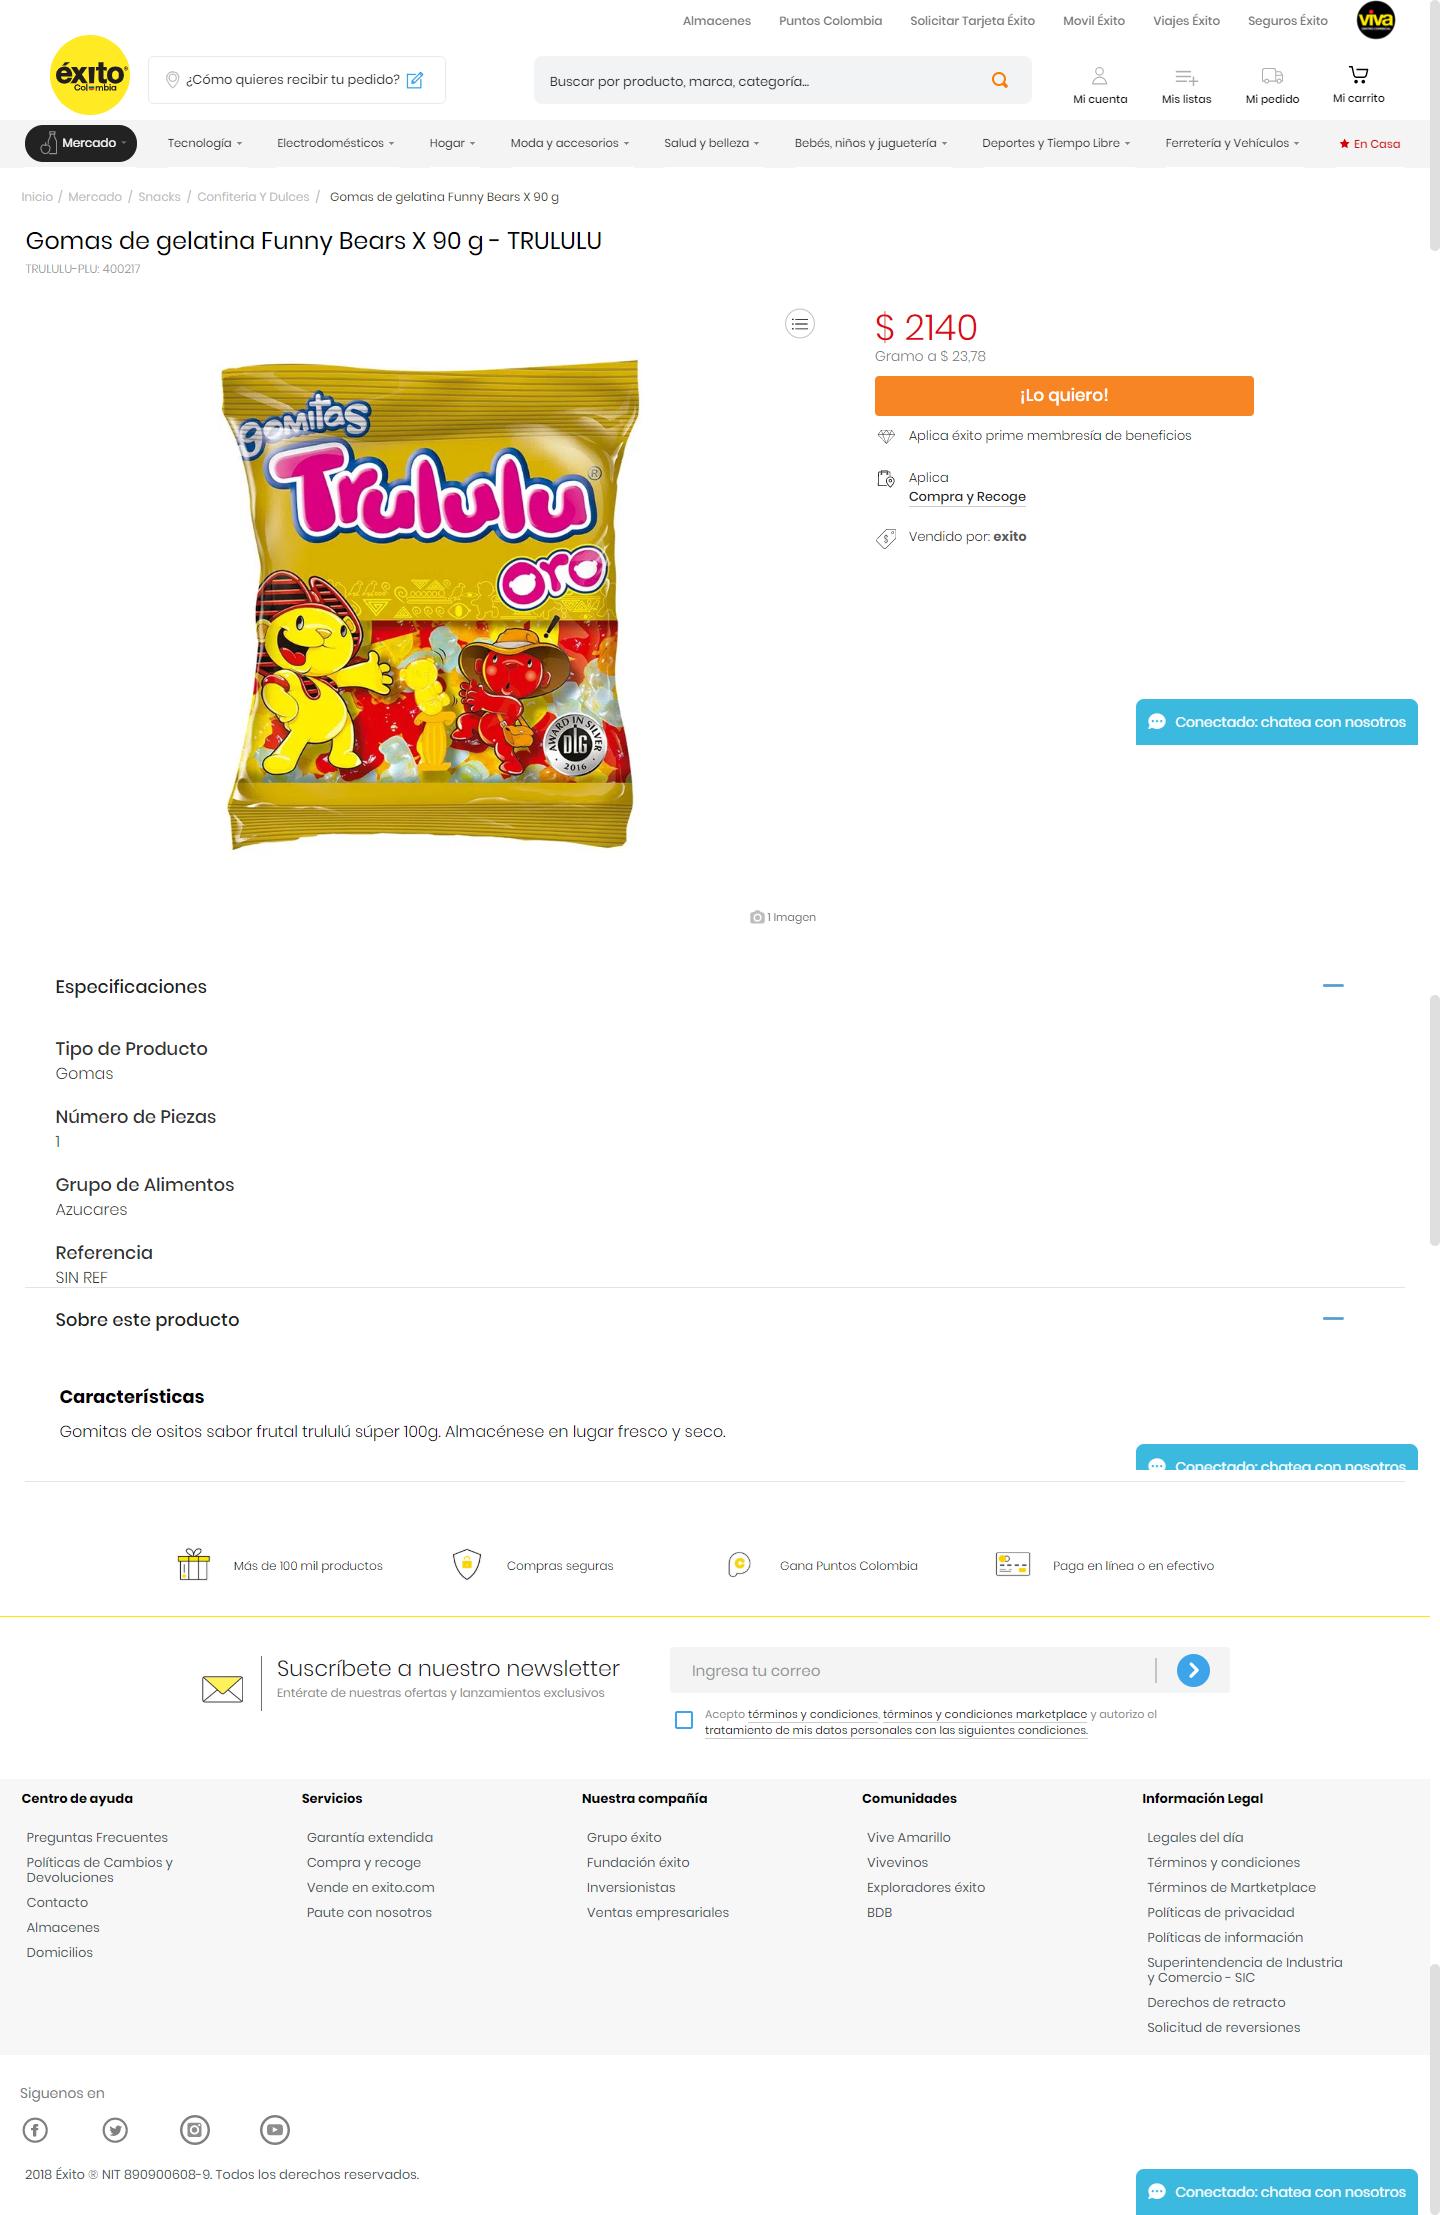 Almacenes Puntos Colombia Solicitar Tarjeta Éxito Movil Éxito Viajes Éxito Seguros Éxito viva
éxito
Colombia
¿Cómo quieres recibir tu pedido?
Buscar por producto, marca, categoría...
Mi cuenta Mis listas Mi pedido Mi carrito
Mercado Tecnología Electrodomésticos Hogar Moda y accesorios Salud y belleza Bebés, niños y juguetería Deportes y Tiempo Libre Ferretería y Vehículos En Casa
Inicio / Mercado / Snacks / Confiteria Y Dulces / Gomas de gelatina Funny Bears X 90 g
Gomas de gelatina Funny Bears X 90 g - TRULULU
TRULULU-PLU: 400217
Gomitas
Trululu ®
oro
AWARD IN SILVER
DLG
2016
1 Imagen
$ 2140
Gramo a $ 23,78
¡Lo quiero!
Aplica éxito prime membresía de beneficios
Aplica
Compra y Recoge
Vendido por: exito
Conectado: chatea con nosotros
Especificaciones
Tipo de Producto
Gomas
Número de Piezas
1
Grupo de Alimentos
Azucares
Referencia
SIN REF
Sobre este producto
Características
Gomitas de ositos sabor frutal trululú súper 100g. Almacénese en lugar fresco y seco.
Conectado: chatea con nosotros
Más de 100 mil productos Compras seguras Gana Puntos Colombia Paga en línea o en efectivo
Suscríbete a nuestro newsletter
Entérate de nuestras ofertas y lanzamientos exclusivos
Ingresa tu correo
Acepto términos y condiciones, términos y condiciones marketplace y autorizo el
tratamiento de mis datos personales con las siguientes condiciones.
Centro de ayuda
Preguntas Frecuentes
Políticas de Cambios y
Devoluciones
Contacto
Almacenes
Domicilios
Servicios
Garantía extendida
Compra y recoge
Vende en exito.com
Paute con nosotros
Nuestra compañía
Grupo éxito
Fundación éxito
Inversionistas
Ventas empresariales
Comunidades
Vive Amarillo
Vivevinos
Exploradores éxito
BDB
Información Legal
Legales del día
Términos y condiciones
Términos de Martketplace
Políticas de privacidad
Políticas de información
Superintendencia de Industria
y Comercio - SIC
Derechos de retracto
Solicitud de reversiones
Siguenos en
2018 Éxito ® NIT 890900608-9. Todos los derechos reservados.
Conectado: chatea con nosotros